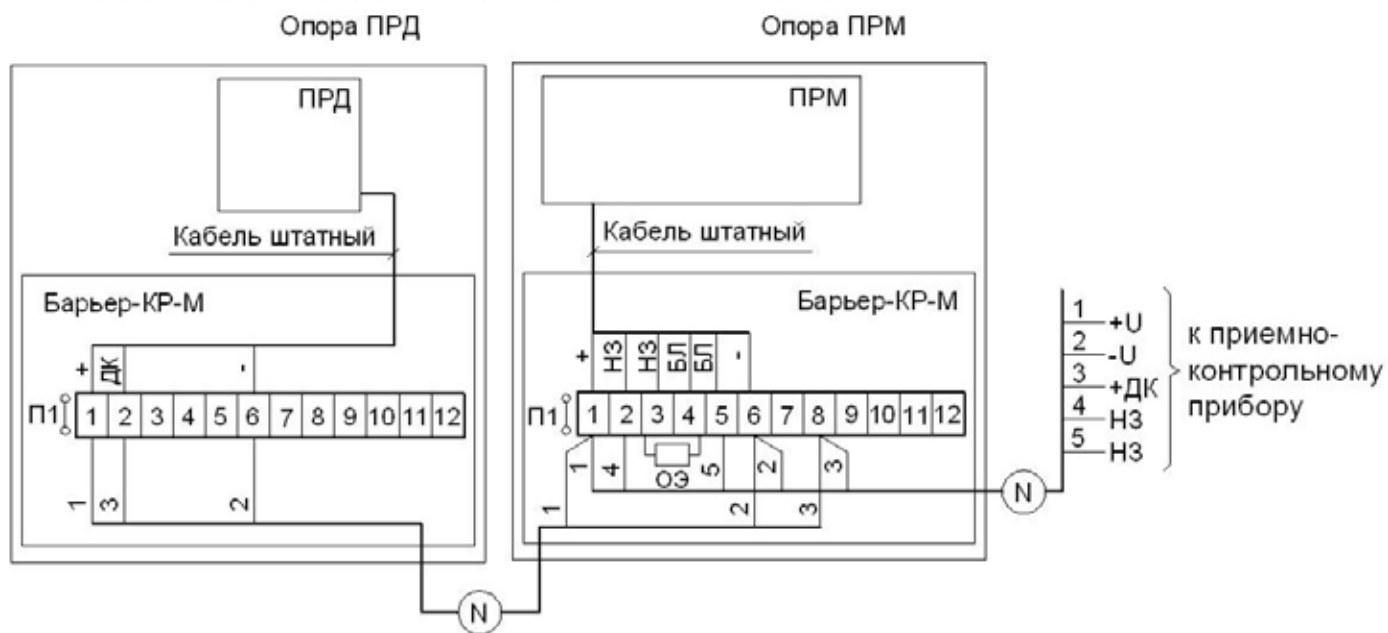 Опора ПРД
Опора ПРМ
ПРД
ПРМ
Кабель штатный
Кабель штатный
Барьер-КР-М
Барьер-КР-М
+ ДК -
+ НЗ НЗ БЛ БЛ -
П1 1 2 3 4 5 6 7 8 9 10 11 12
П1 1 2 3 4 5 6 7 8 9 10 11 12
1 3 2
1 4 ОЭ 5 2 3
1 2 3
N
N
1 +U
2 -U
3 +ДК
4 НЗ
5 НЗ
к приемно-
контрольному
прибору